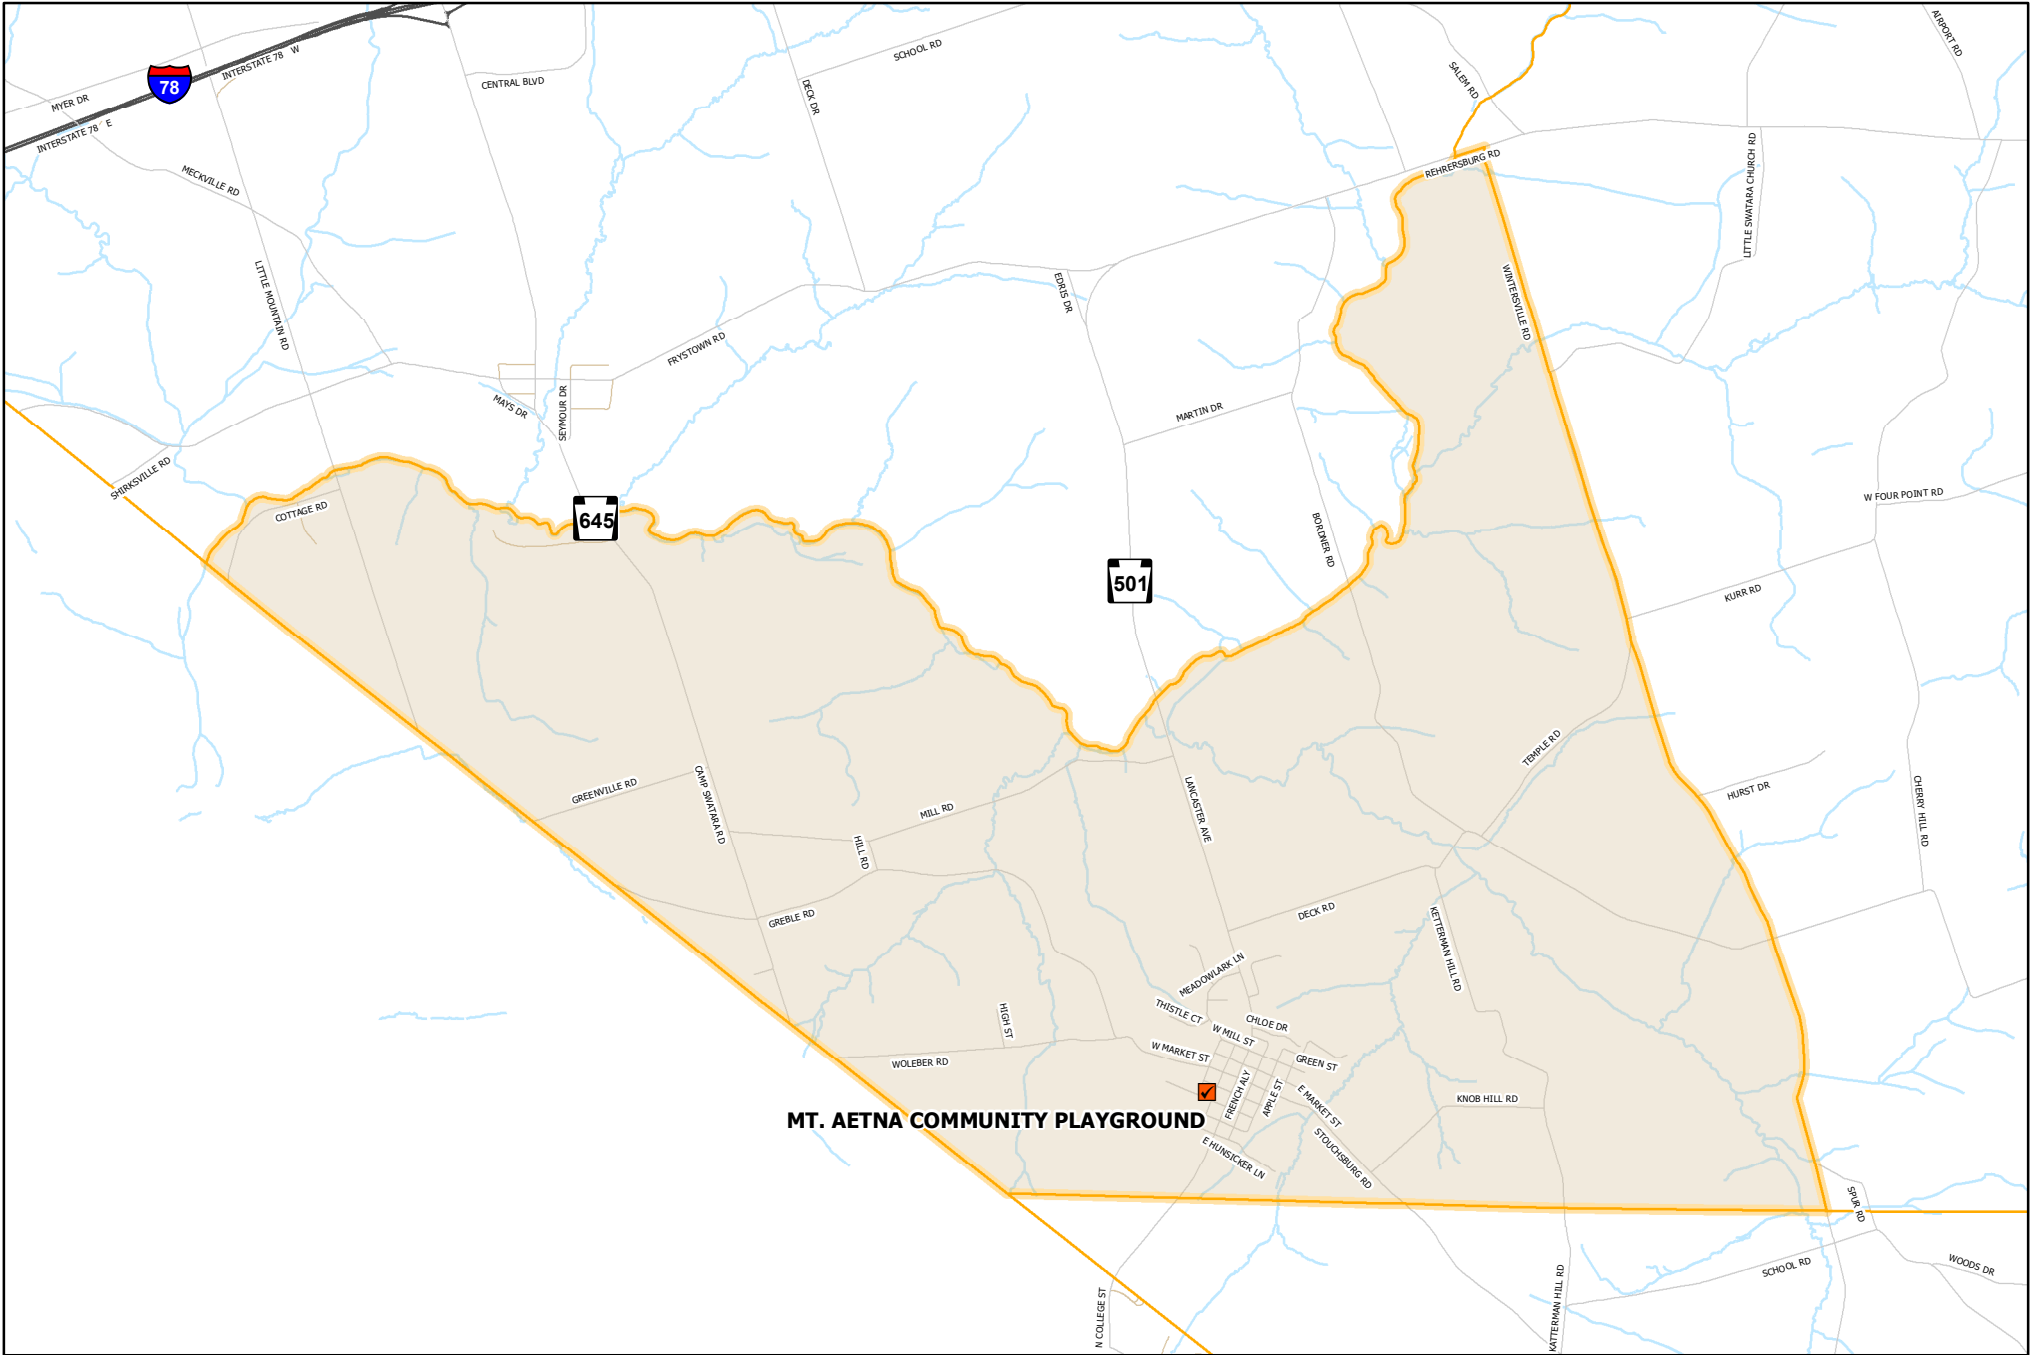 AIRPORT RD
SCHOOL RD
INTERSTATE 78 W
78
CENTRAL BLVD
DECK DR
SALEM RD
MYER DR
INTERSTATE 78 E
MECKVILLE RD
REHRERSBURG RD
LITTLE SWATARA CHURCH RD
LITTLE MOUNTAIN RD
EDRIS DR
WINTERSVILLE RD
FRYSTOWN RD
MAYS DR
SEYMOUR DR
MARTIN DR
SHIRKSVILLE RD
COTTAGE RD
645
W FOUR POINT RD
BORDNER RD
501
KURR RD
TEMPLE RD
GREENVILLE RD
CAMP SWATARA RD
MILL RD
LANCASTER AVE
HURST DR
CHERRY HILL RD
HILL RD
GREBLE RD
DECK RD
KETTERMAN HILL RD
MEADOWLARK LN
THISTLE CT
HIGH ST
CHLOE DR
W MILL ST
W MARKET ST
GREEN ST
WOLEBER RD
FRENCH ALY
APPLE ST
E MARKET ST
KNOB HILL RD
MT. AETNA COMMUNITY PLAYGROUND
E HUNSICKER LN
STOUCHSBURG RD
SPUR RD
SCHOOL RD
WOODS DR
N COLLEGE ST
KATTERMAN HILL RD